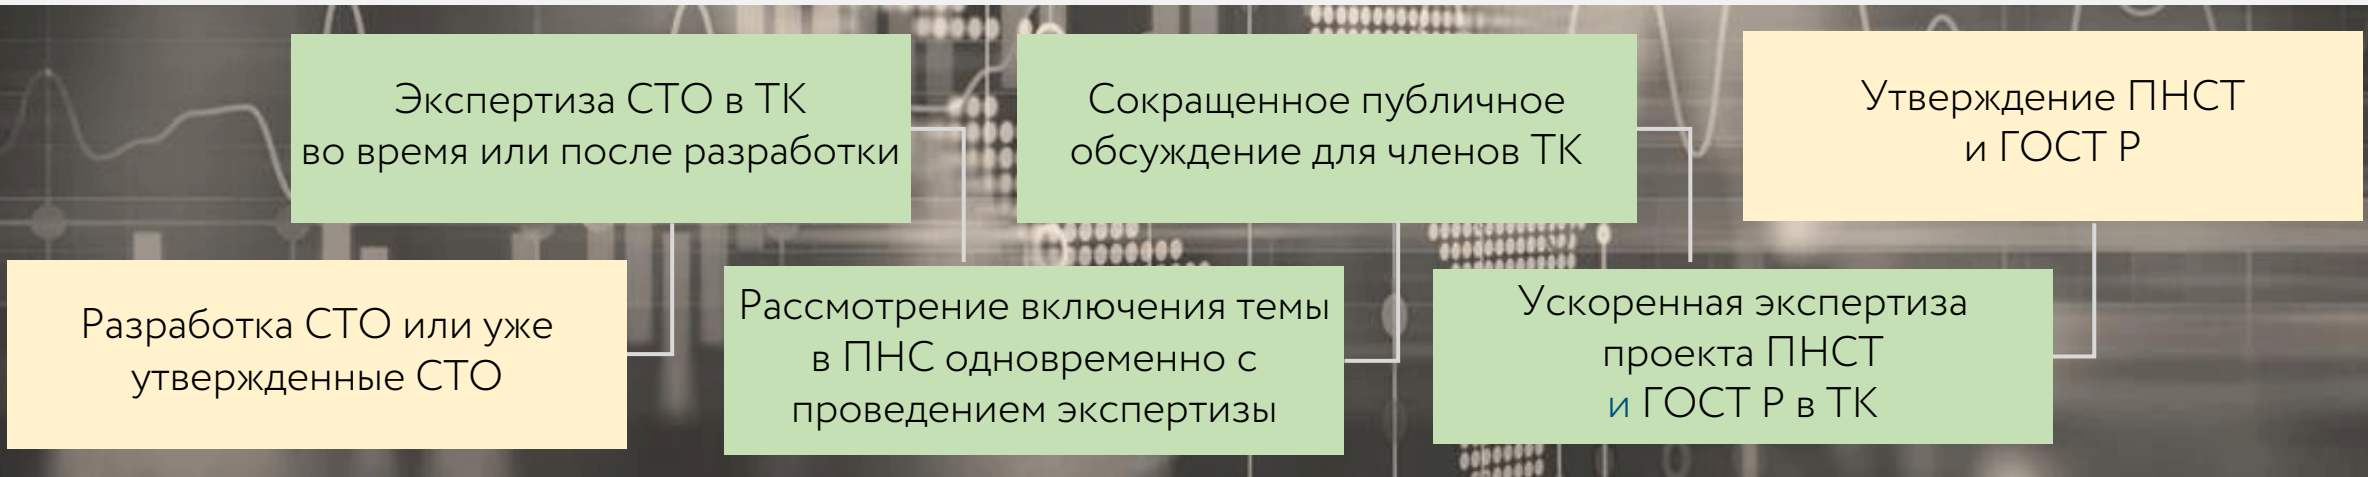 Разработка СТО или уже
утвержденные СТО
Экспертиза СТО в ТК
во время или после разработки
Рассмотрение включения темы
в ПНС одновременно с
проведением экспертизы
Сокращенное публичное
обсуждение для членов ТК
Ускоренная экспертиза
проекта ПНСТ
и ГОСТ Р в ТК
Утверждение ПНСТ
и ГОСТ Р